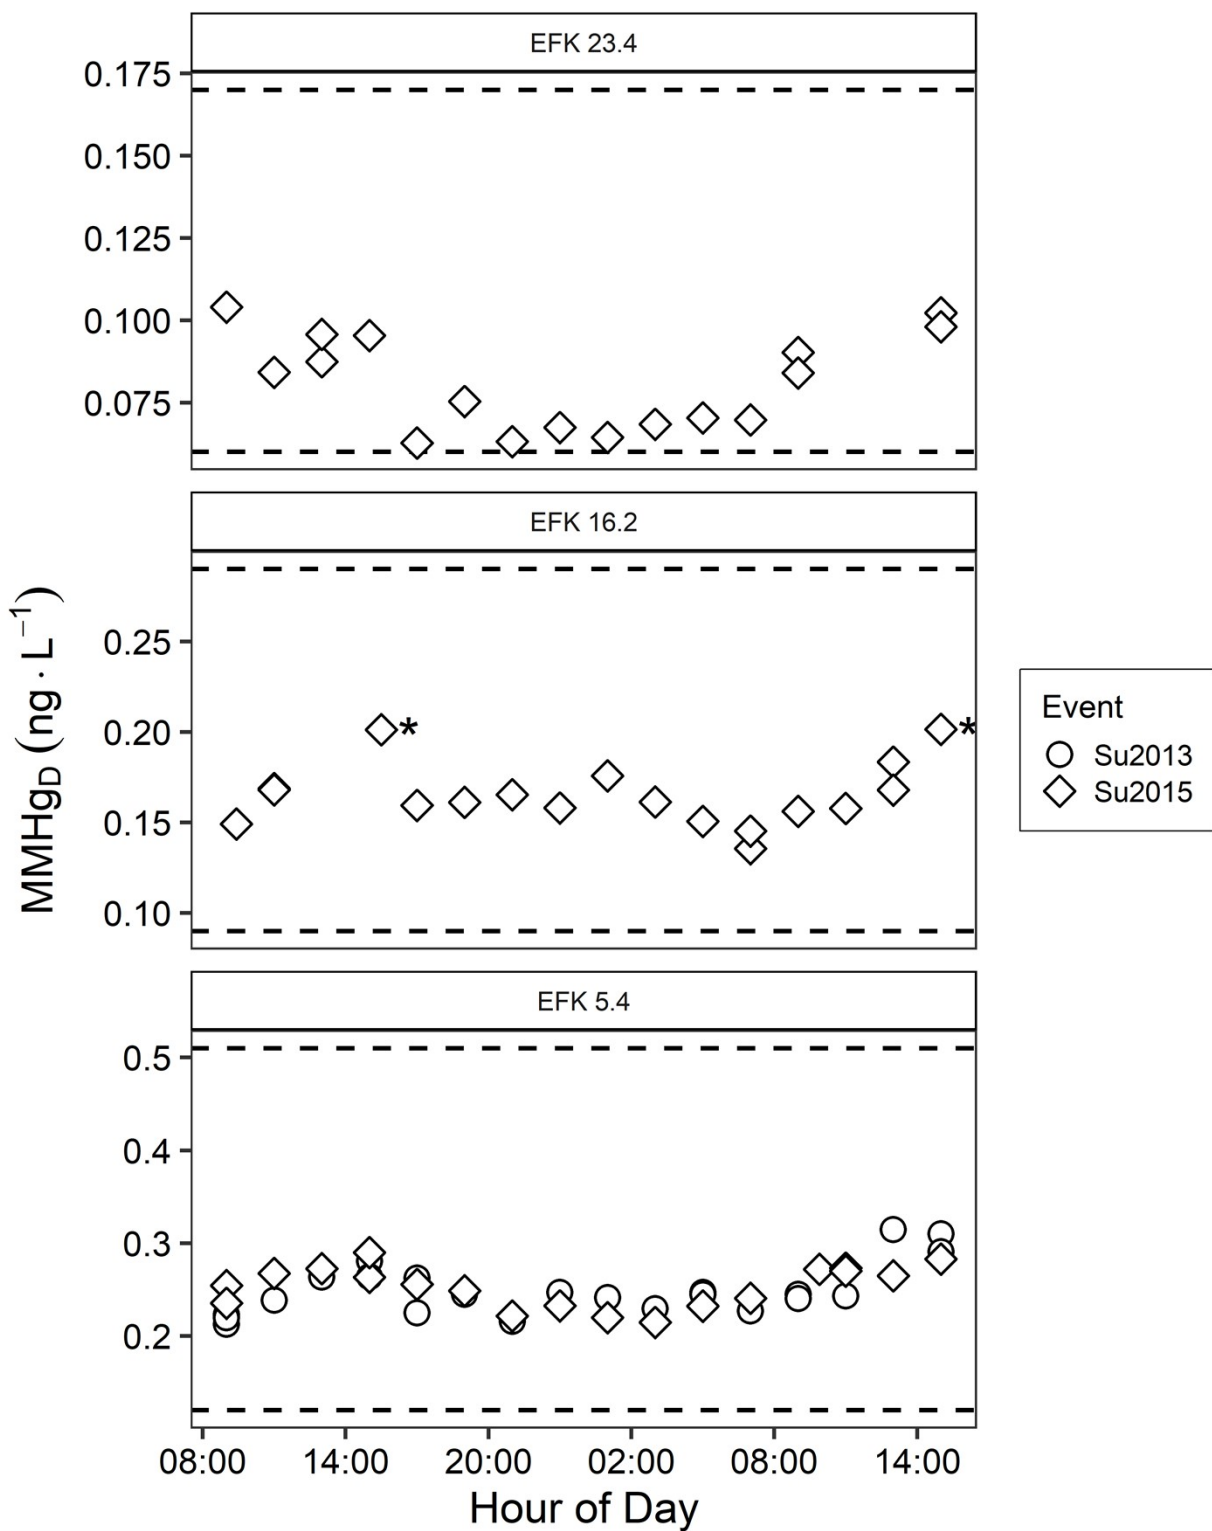 EFK 23.4
0.175
0.150
0.125
0.100
0.075
EFK 16.2
0.25
0.20
0.15
0.10
*
*
EFK 5.4
0.5
0.4
0.3
0.2
08:00 14:00 20:00 02:00 08:00 14:00
Hour of Day
MMHg_D (ng · L⁻¹)
Event
Su2013
Su2015